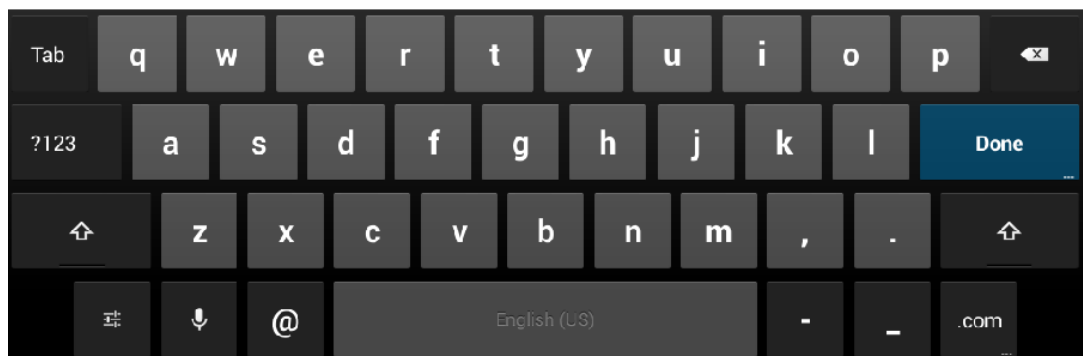 Tab q w e r t y u i o p
?123 a s d f g h j k l Done
z x c v b n m , .
@ English (US) - _ .com